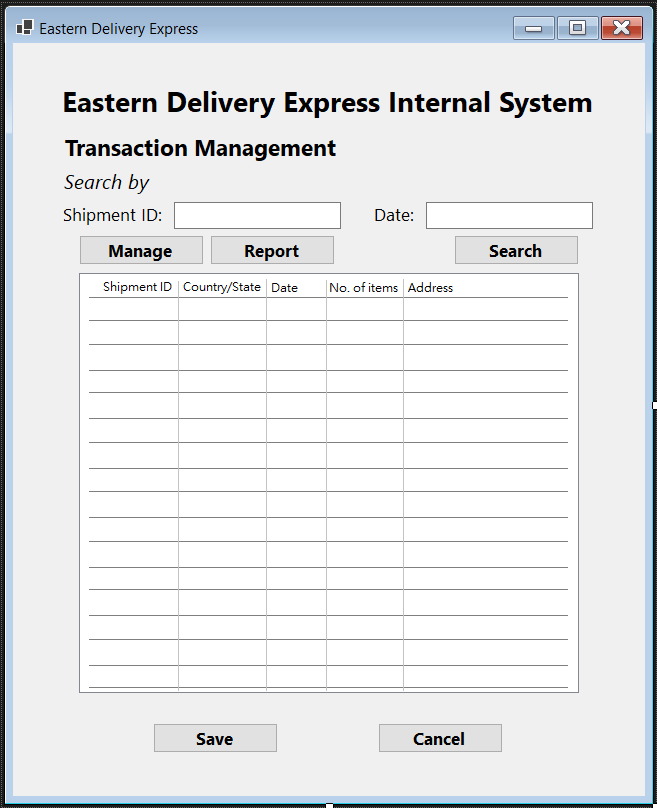 Eastern Delivery Express
Eastern Delivery Express Internal System
Transaction Management
Search by
Shipment ID: Date:
Manage Report Search
Shipment ID Country/State Date No. of items Address
Save Cancel